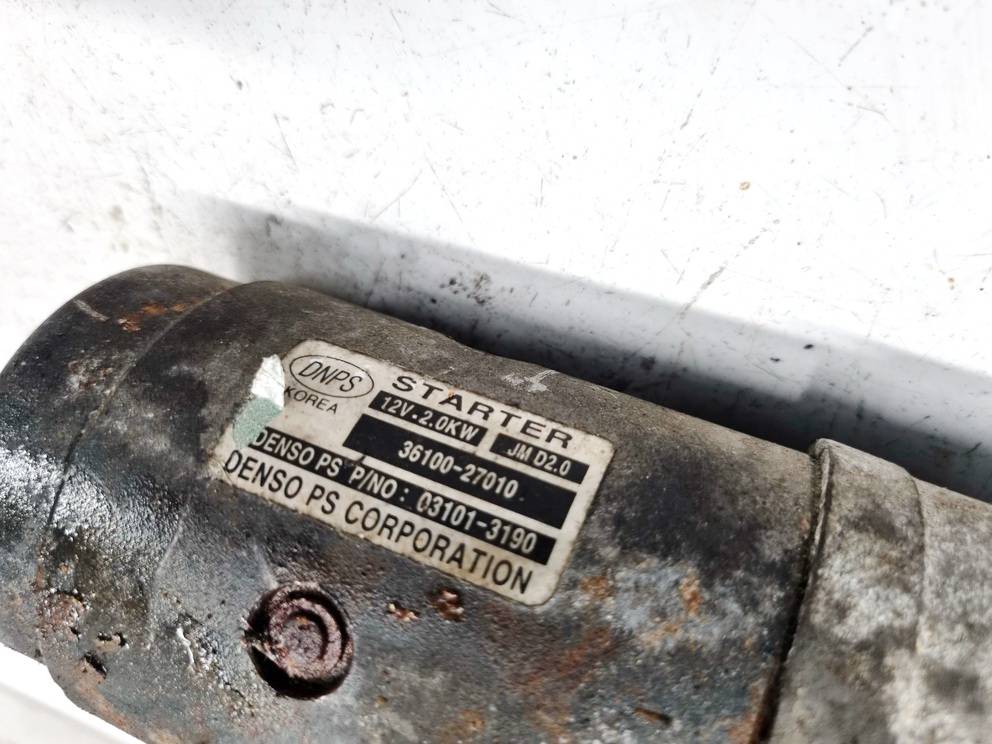 DNPS
KOREA
STARTER
12V•2.0KW JM D2.0
36100-27010
DENSO PS P/NO : 03101-3190
DENSO PS CORPORATION